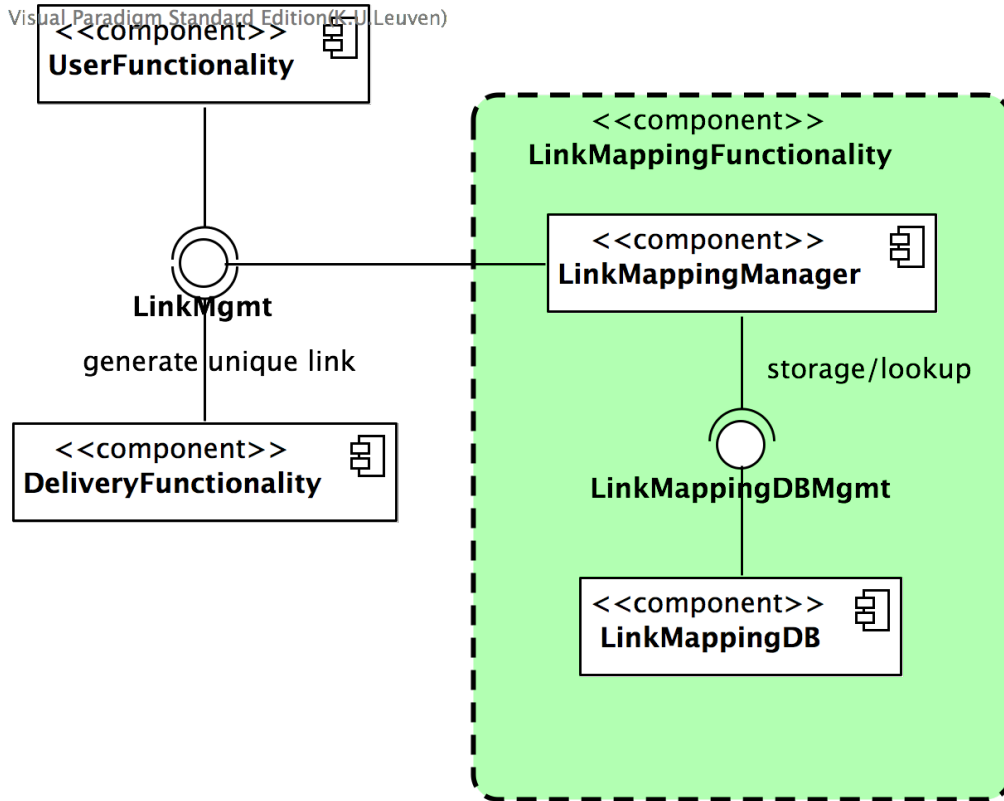 Visual Paradigm Standard Edition(K.U.Leuven)
<<component>>
UserFunctionality
<<component>>
LinkMappingFunctionality
<<component>>
LinkMappingManager
LinkMgmt
generate unique link
storage/lookup
<<component>>
DeliveryFunctionality
LinkMappingDBMgmt
<<component>>
LinkMappingDB